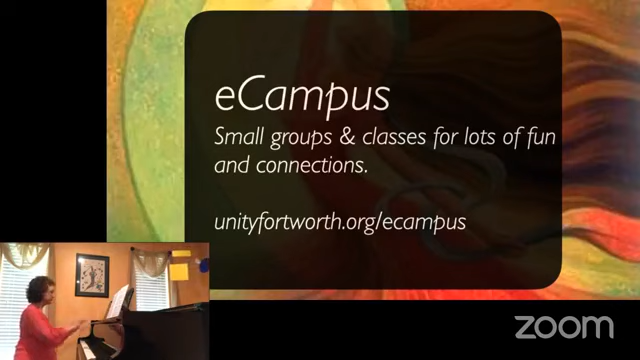 eCampus
Small groups & classes for lots of fun
and connections.
unityfortworth.org/ecampus
zoom